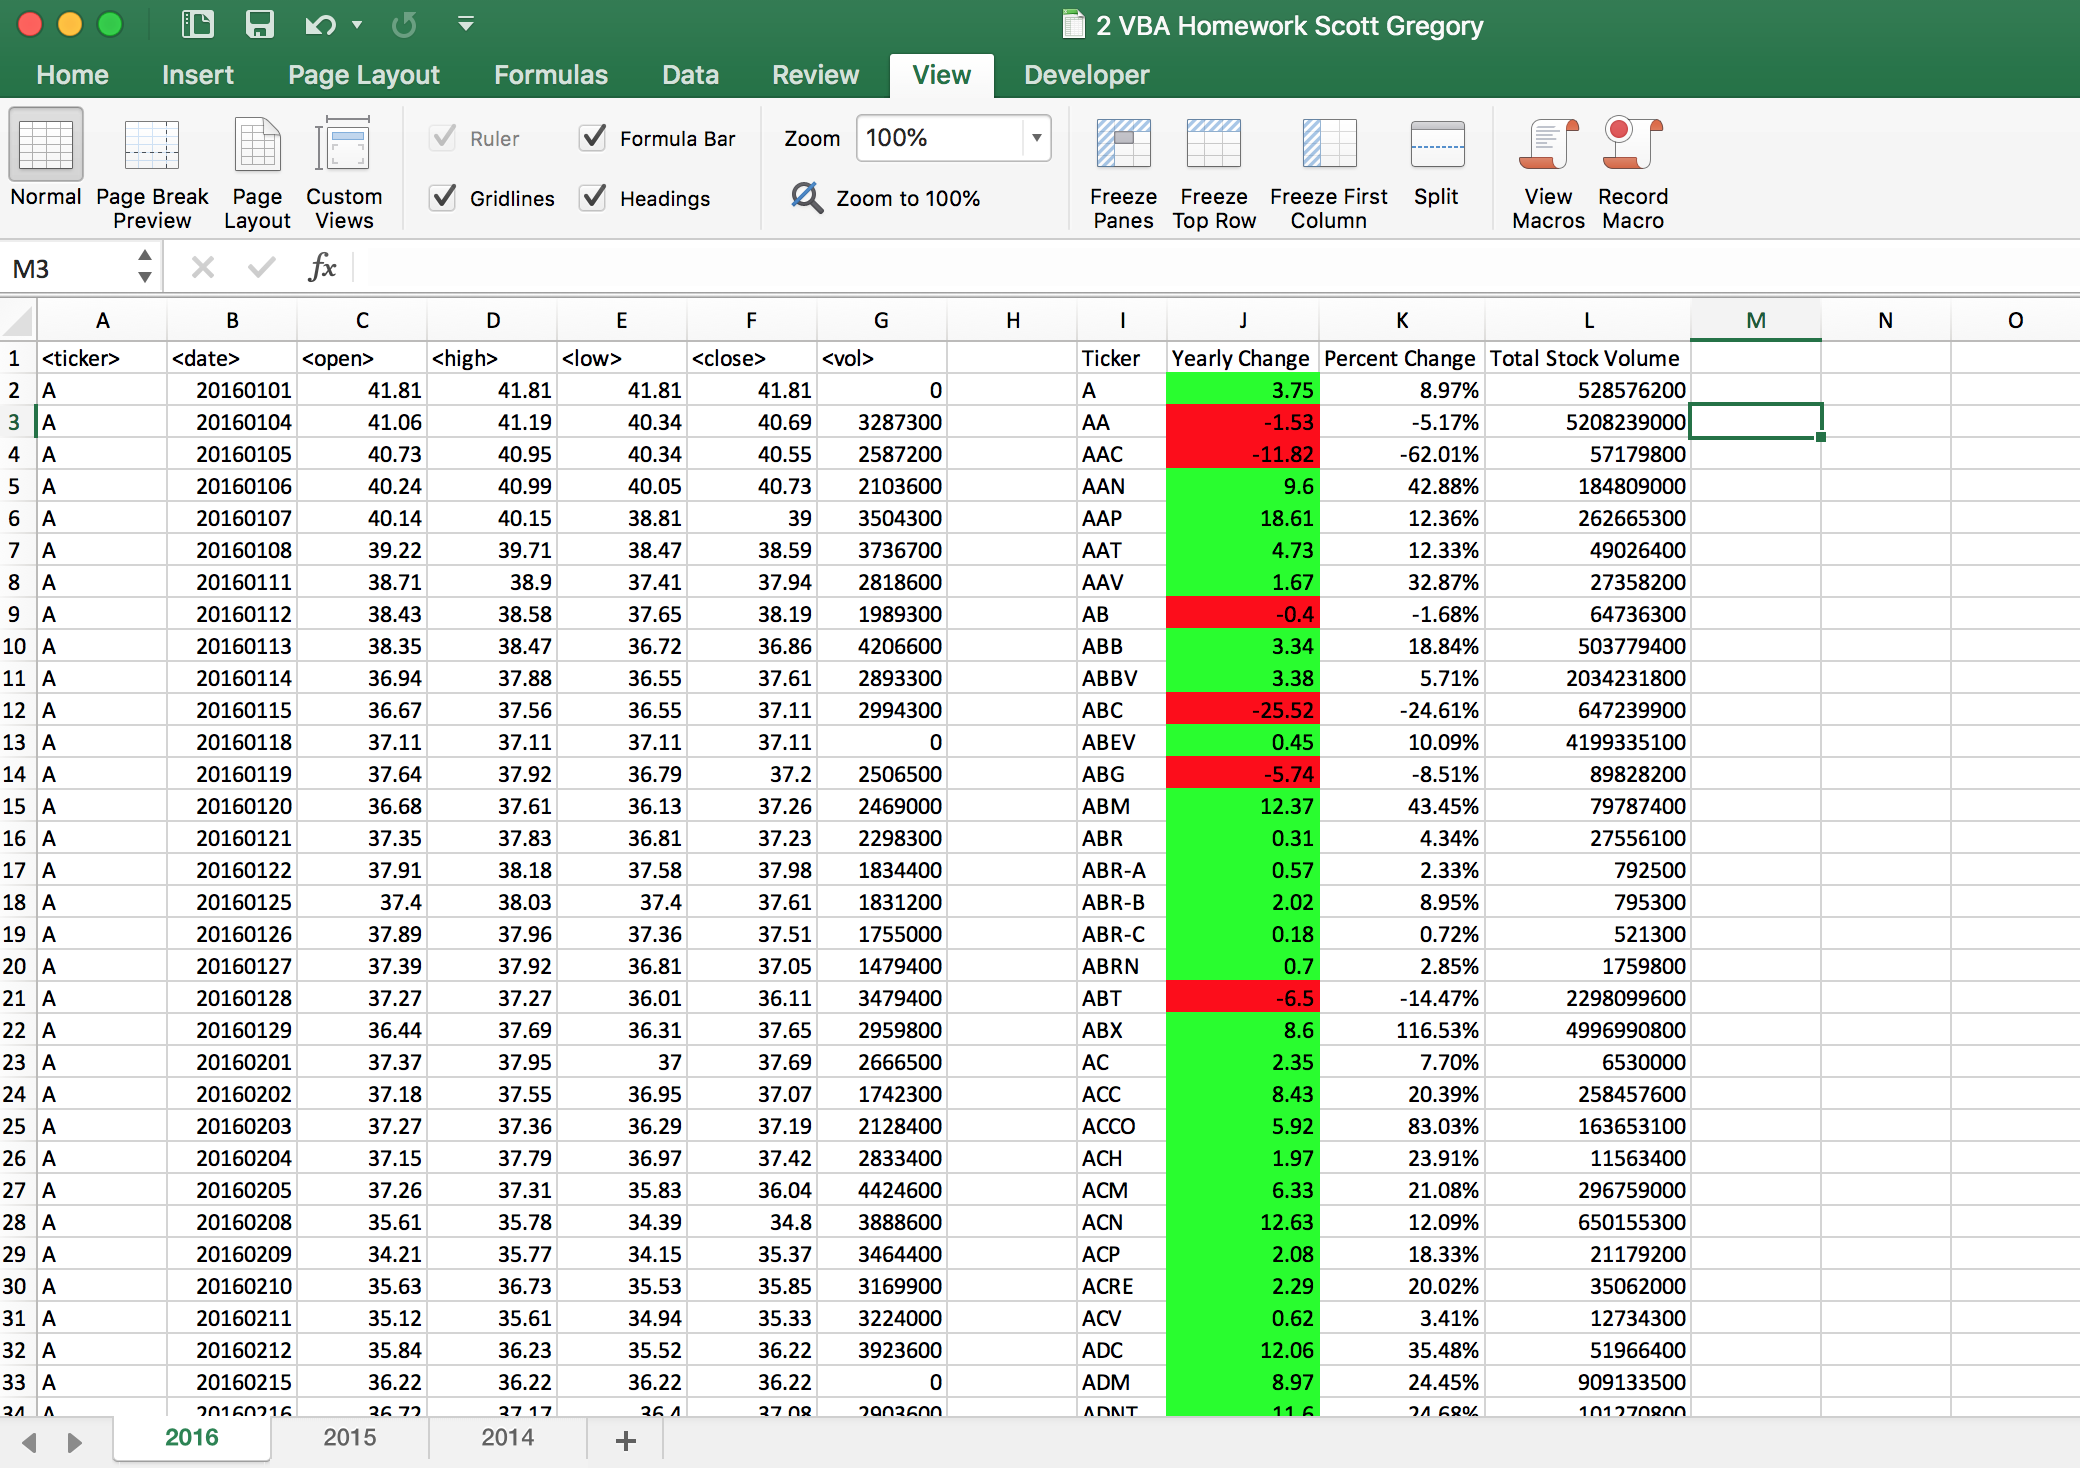 2 VBA Homework Scott Gregory
Home Insert Page Layout Formulas Data Review View Developer
Ruler Formula Bar Zoom 100%
Normal Page Break Preview Page Layout Custom Views Gridlines Headings Zoom to 100% Freeze Panes Freeze Top Row Freeze First Column Split View Macros Record Macro
M3 fx
A B C D E F G H I J K L M N O
1 <ticker> <date> <open> <high> <low> <close> <vol> Ticker Yearly Change Percent Change Total Stock Volume
2 A 20160101 41.81 41.81 41.81 41.81 0 A 3.75 8.97% 528576200
3 A 20160104 41.06 41.19 40.34 40.69 3287300 AA -1.53 -5.17% 5208239000
4 A 20160105 40.73 40.95 40.34 40.55 2587200 AAC -11.82 -62.01% 57179800
5 A 20160106 40.24 40.99 40.05 40.73 2103600 AAN 9.6 42.88% 184809000
6 A 20160107 40.14 40.15 38.81 39 3504300 AAP 18.61 12.36% 262665300
7 A 20160108 39.22 39.71 38.47 38.59 3736700 AAT 4.73 12.33% 49026400
8 A 20160111 38.71 38.9 37.41 37.94 2818600 AAV 1.67 32.87% 27358200
9 A 20160112 38.43 38.58 37.65 38.19 1989300 AB -0.4 -1.68% 64736300
10 A 20160113 38.35 38.47 36.72 36.86 4206600 ABB 3.34 18.84% 503779400
11 A 20160114 36.94 37.88 36.55 37.61 2893300 ABBV 3.38 5.71% 2034231800
12 A 20160115 36.67 37.56 36.55 37.11 2994300 ABC -25.52 -24.61% 647239900
13 A 20160118 37.11 37.11 37.11 37.11 0 ABEV 0.45 10.09% 4199335100
14 A 20160119 37.64 37.92 36.79 37.2 2506500 ABG -5.74 -8.51% 89828200
15 A 20160120 36.68 37.61 36.13 37.26 2469000 ABM 12.37 43.45% 79787400
16 A 20160121 37.35 37.83 36.81 37.23 2298300 ABR 0.31 4.34% 27556100
17 A 20160122 37.91 38.18 37.58 37.98 1834400 ABR-A 0.57 2.33% 792500
18 A 20160125 37.4 38.03 37.4 37.61 1831200 ABR-B 2.02 8.95% 795300
19 A 20160126 37.89 37.96 37.36 37.51 1755000 ABR-C 0.18 0.72% 521300
20 A 20160127 37.39 37.92 36.81 37.05 1479400 ABRN 0.7 2.85% 1759800
21 A 20160128 37.27 37.27 36.01 36.11 3479400 ABT -6.5 -14.47% 2298099600
22 A 20160129 36.44 37.69 36.31 37.65 2959800 ABX 8.6 116.53% 4996990800
23 A 20160201 37.37 37.95 37 37.69 2666500 AC 2.35 7.70% 6530000
24 A 20160202 37.18 37.55 36.95 37.07 1742300 ACC 8.43 20.39% 258457600
25 A 20160203 37.27 37.36 36.29 37.19 2128400 ACCO 5.92 83.03% 163653100
26 A 20160204 37.15 37.79 36.97 37.42 2833400 ACH 1.97 23.91% 11563400
27 A 20160205 37.26 37.31 35.83 36.04 4424600 ACM 6.33 21.08% 296759000
28 A 20160208 35.61 35.78 34.39 34.8 3888600 ACN 12.63 12.09% 650155300
29 A 20160209 34.21 35.77 34.15 35.37 3464400 ACP 2.08 18.33% 21179200
30 A 20160210 35.63 36.73 35.53 35.85 3169900 ACRE 2.29 20.02% 35062000
31 A 20160211 35.12 35.61 34.94 35.33 3224000 ACV 0.62 3.41% 12734300
32 A 20160212 35.84 36.23 35.52 36.22 3923600 ADC 12.06 35.48% 51966400
33 A 20160215 36.22 36.22 36.22 36.22 0 ADM 8.97 24.45% 909133500
34 A 20160216 36.72 37.17 36.4 37.08 2903600 ADNT 11.6 24.68% 101270800
2016 2015 2014 +